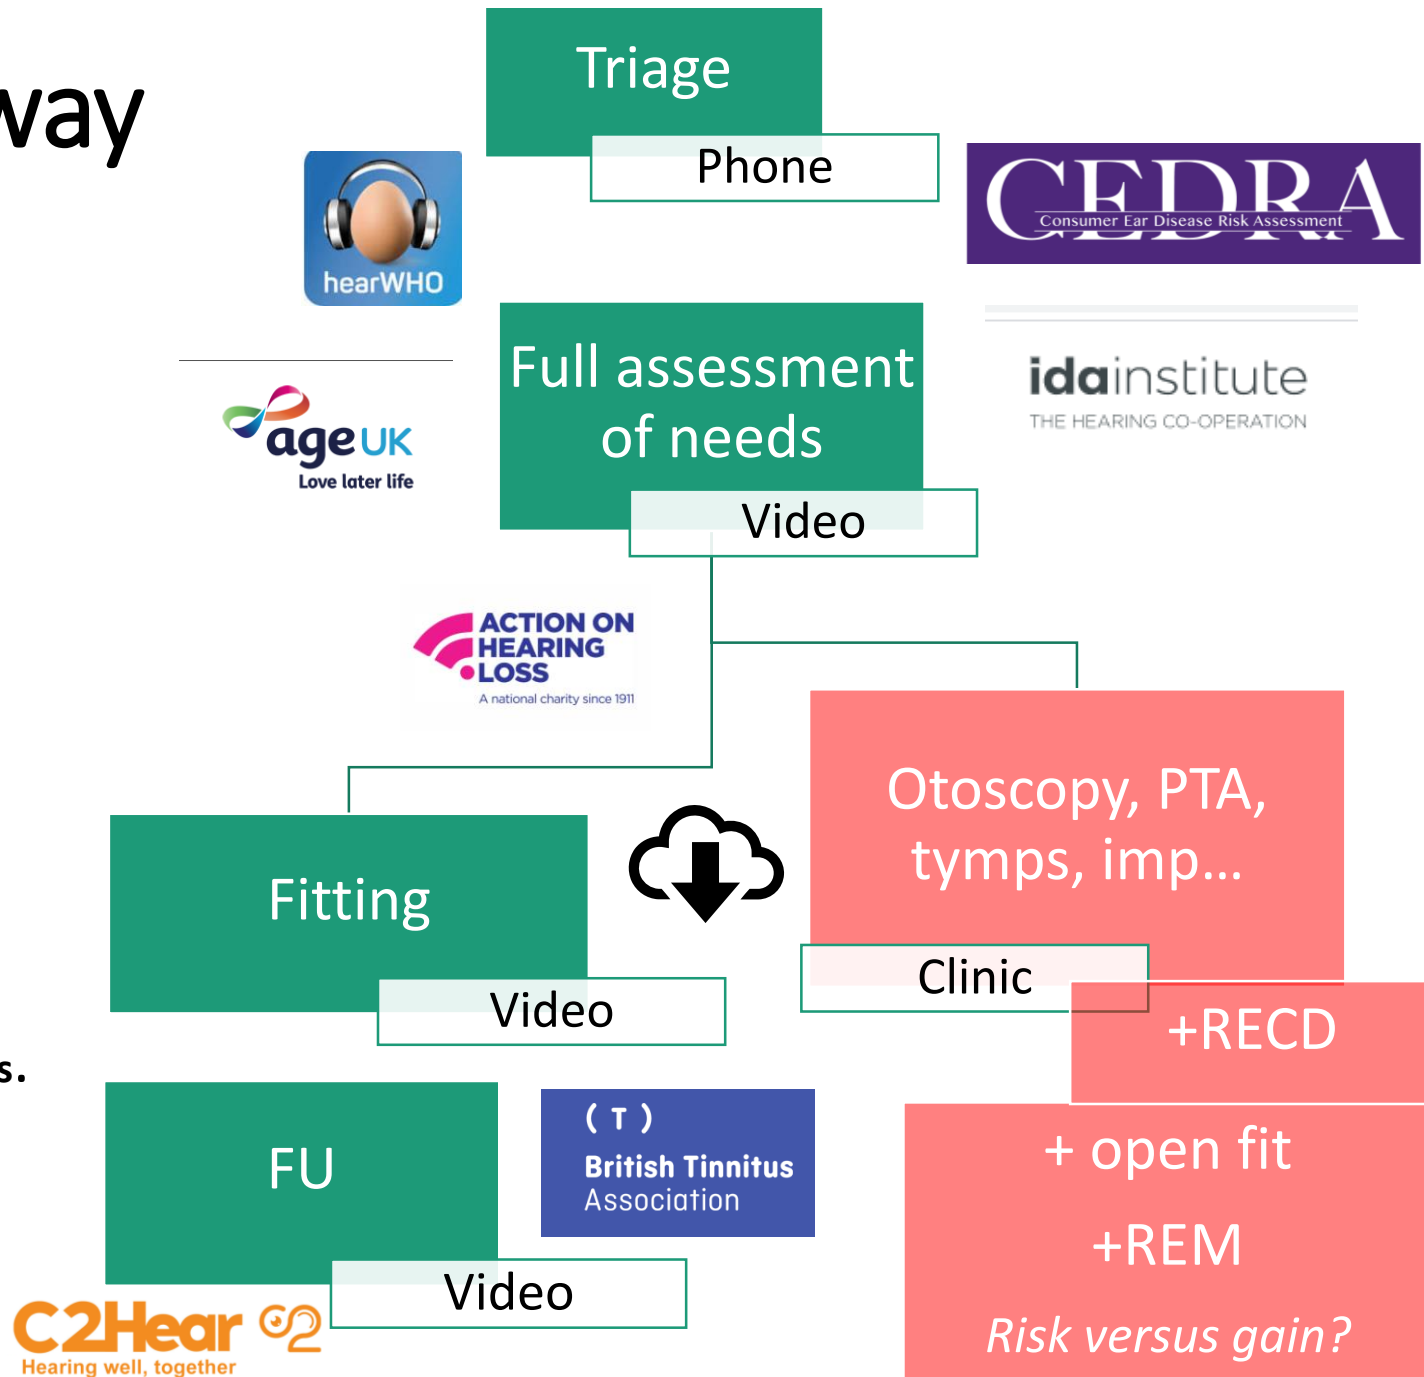 way
Triage
Phone
hearWHO
CEDRA
Consumer Ear Disease Risk Assessment
Full assessment
of needs
Video
idainstitute
THE HEARING CO-OPERATION
ageUK
Love later life
ACTION ON
HEARING
LOSS
A national charity since 1911
Otoscopy, PTA,
tymps, imp...
Clinic
Fitting
Video
+RECD
s.
FU
Video
( T )
British Tinnitus
Association
+ open fit
+REM
Risk versus gain?
C2Hear
Hearing well, together